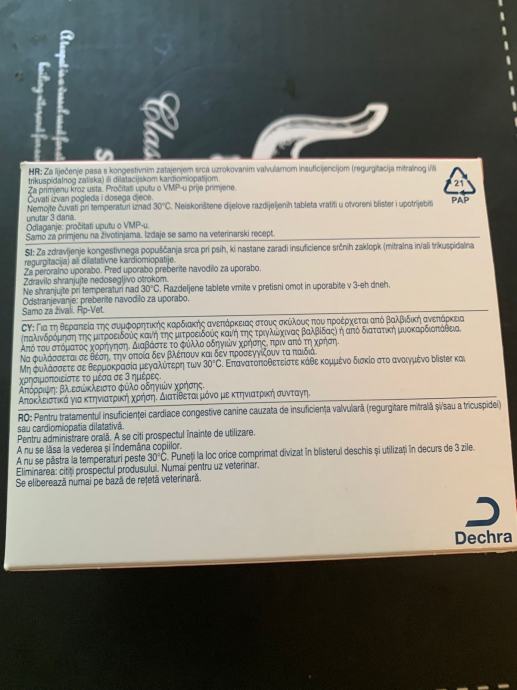 HR: Za liječenje pasa s kongestivnim zatajenjem srca uzrokovanim valvularnom insuficijencijom (regurgitacija mitralnog i/ili
trikuspidalnog zaliska) ili dilatacijskom kardiomiopatijom.
Za primjenu kroz usta. Pročitati uputu o VMP-u prije primjene.
Čuvati izvan pogleda i dosega djece.
Nemojte čuvati pri temperaturi iznad 30°C. Neiskorištene dijelove razdijeljenih tableta vratiti u otvoreni blister i upotrijebiti
unutar 3 dana.
Odlaganje: pročitati uputu o VMP-u.
Samo za primjenu na životinjama. Izdaje se samo na veterinarski recept.
21
PAP
SI: Za zdravljenje kongestivnega popuščanja srca pri psih, ki nastane zaradi insuficience srčnih zaklopk (mitralna in/ali trikuspidalna
regurgitacija) ali dilatativne kardiomiopatije.
Za peroralno uporabo. Pred uporabo preberite navodilo za uporabo.
Zdravilo shranjujte nedosegljivo otrokom.
Ne shranjujte pri temperaturi nad 30°C. Razdeljene tablete vrnite v pretisni omot in uporabite v 3-eh dneh.
Odstranjevanje: preberite navodilo za uporabo.
Samo za živali. Rp-Vet.
CY: Για τη θεραπεία της συμφορητικής καρδιακής ανεπάρκειας στους σκύλους που προέρχεται από βαλβιδική ανεπάρκεια
(παλινδρόμηση της μιτροειδούς και/ή της μιτροειδούς και/ή της τριγλώχινας βαλβίδας) ή από διατατική μυοκαρδιοπάθεια.
Από του στόματος χορήγηση. Διαβάστε το φύλλο οδηγιών χρήσης, πριν από τη χρήση.
Να φυλάσσεται σε θέση, την οποία δεν βλέπουν και δεν προσεγγίζουν τα παιδιά.
Μη φυλάσσετε σε θερμοκρασία μεγαλύτερη των 30°C. Επανατοποθετείστε κάθε κομμένο δισκίο στο ανοιγμένο blister και
χρησιμοποιείστε το μέσα σε 3 ημέρες.
Απόρριψη: βλ.εσώκλειστο φύλο οδηγιών χρήσης.
Αποκλειστικά για κτηνιατρική χρήση. Διατίθεται μόνο με κτηνιατρική συνταγή.
RO: Pentru tratamentul insuficienței cardiace congestive canine cauzata de insuficiența valvulară (regurgitare mitrală și/sau a tricuspidei)
sau cardiomiopatia dilatativă.
Pentru administrare orală. A se citi prospectul înainte de utilizare.
A nu se lăsa la vederea și îndemâna copiilor.
A nu se păstra la temperaturi peste 30°C. Puneți la loc orice comprimat divizat în blisterul deschis și utilizați în decurs de 3 zile.
Eliminarea: citiți prospectul produsului. Numai pentru uz veterinar.
Se eliberează numai pe bază de rețetă veterinară.
Dechra